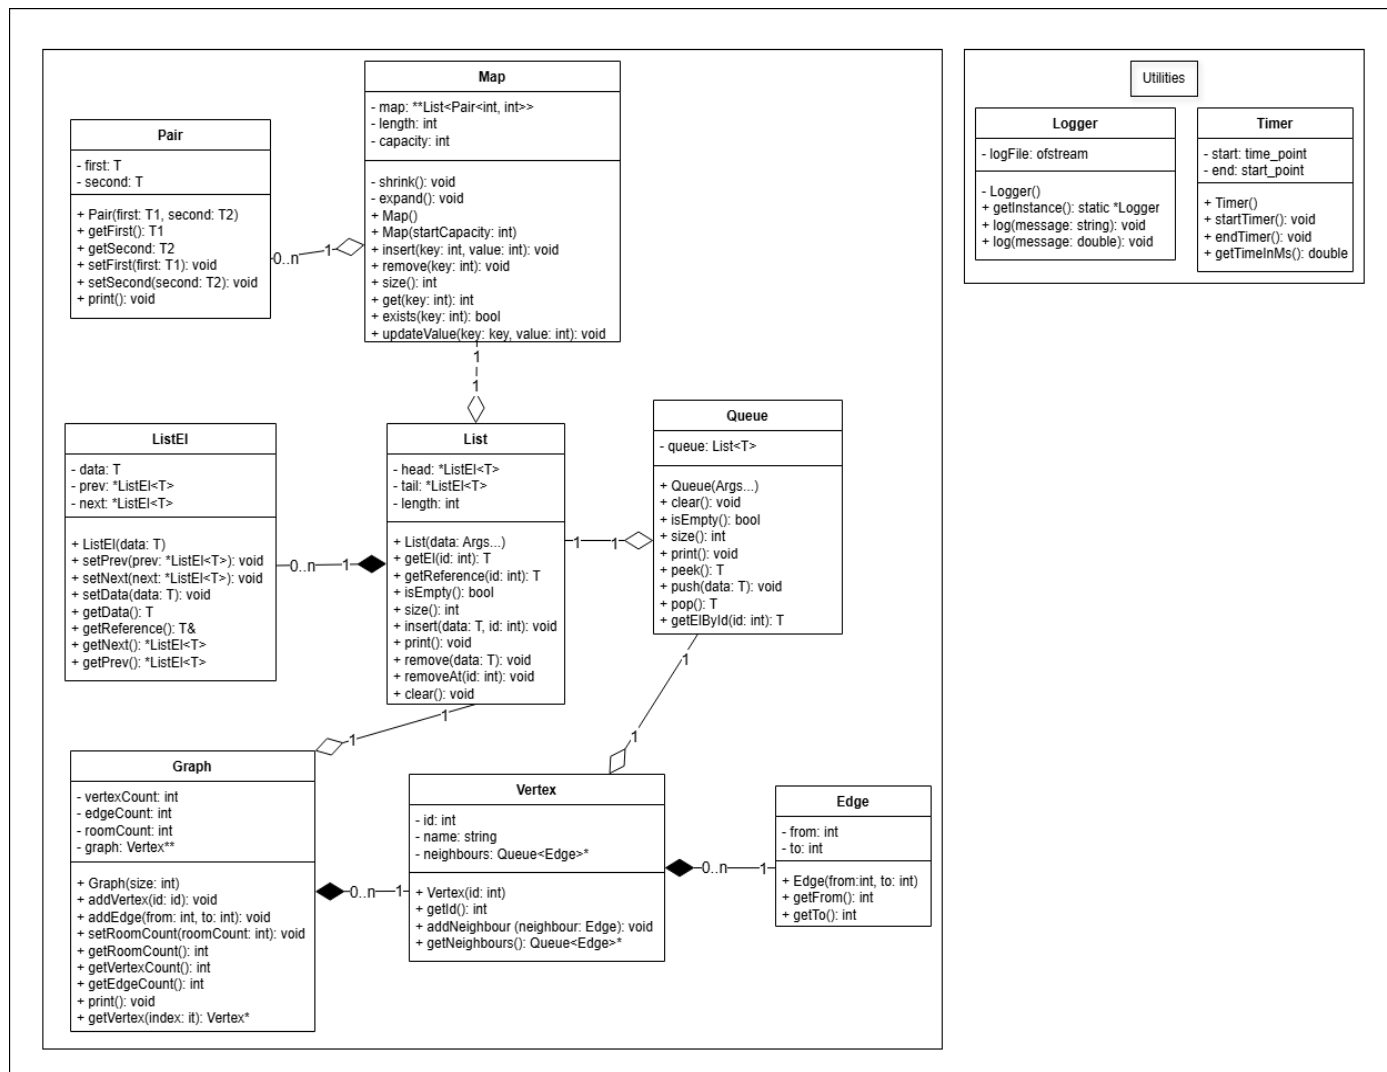 Map
- map: **List<Pair<int, int>>
- length: int
- capacity: int
- shrink(): void
- expand(): void
+ Map()
+ Map(startCapacity: int)
+ insert(key: int, value: int): void
+ remove(key: int): void
+ size(): int
+ get(key: int): int
+ exists(key: int): bool
+ updateValue(key: key, value: int): void
Pair
- first: T
- second: T
+ Pair(first: T1, second: T2)
+ getFirst(): T1
+ getSecond: T2
+ setFirst(first: T1): void
+ setSecond(second: T2): void
+ print(): void
0..n
1
1
1
Utilities
Logger
- logFile: ofstream
- Logger()
+ getInstance(): static *Logger
+ log(message: string): void
+ log(message: double): void
Timer
- start: time_point
- end: start_point
+ Timer()
+ startTimer(): void
+ endTimer(): void
+ getTimeInMs(): double
ListEl
- data: T
- prev: *ListEl<T>
- next: *ListEl<T>
+ ListEl(data: T)
+ setPrev(prev: *ListEl<T>): void
+ setNext(next: *ListEl<T>): void
+ setData(data: T): void
+ getData(): T
+ getReference(): T&
+ getNext(): *ListEl<T>
+ getPrev(): *ListEl<T>
0..n
1
List
- head: *ListEl<T>
- tail: *ListEl<T>
- length: int
+ List(data: Args...)
+ getEl(id: int): T
+ getReference(id: int): T
+ isEmpty(): bool
+ size(): int
+ insert(data: T, id: int): void
+ print(): void
+ remove(data: T): void
+ removeAt(id: int): void
+ clear(): void
1
1
Queue
- queue: List<T>
+ Queue(Args...)
+ clear(): void
+ isEmpty(): bool
+ size(): int
+ print(): void
+ peek(): T
+ push(data: T): void
+ pop(): T
+ getElById(id: int): T
1
1
1
1
Graph
- vertexCount: int
- edgeCount: int
- roomCount: int
- graph: Vertex**
+ Graph(size: int)
+ addVertex(id: id): void
+ addEdge(from: int, to: int): void
+ setRoomCount(roomCount: int): void
+ getRoomCount(): int
+ getVertexCount(): int
+ getEdgeCount(): int
+ print(): void
+ getVertex(index: it): Vertex*
0..n
1
Vertex
- id: int
- name: string
- neighbours: Queue<Edge>*
+ Vertex(id: int)
+ getId(): int
+ addNeighbour (neighbour: Edge): void
+ getNeighbours(): Queue<Edge>*
0..n
1
Edge
- from: int
- to: int
+ Edge(from:int, to: int)
+ getFrom(): int
+ getTo(): int